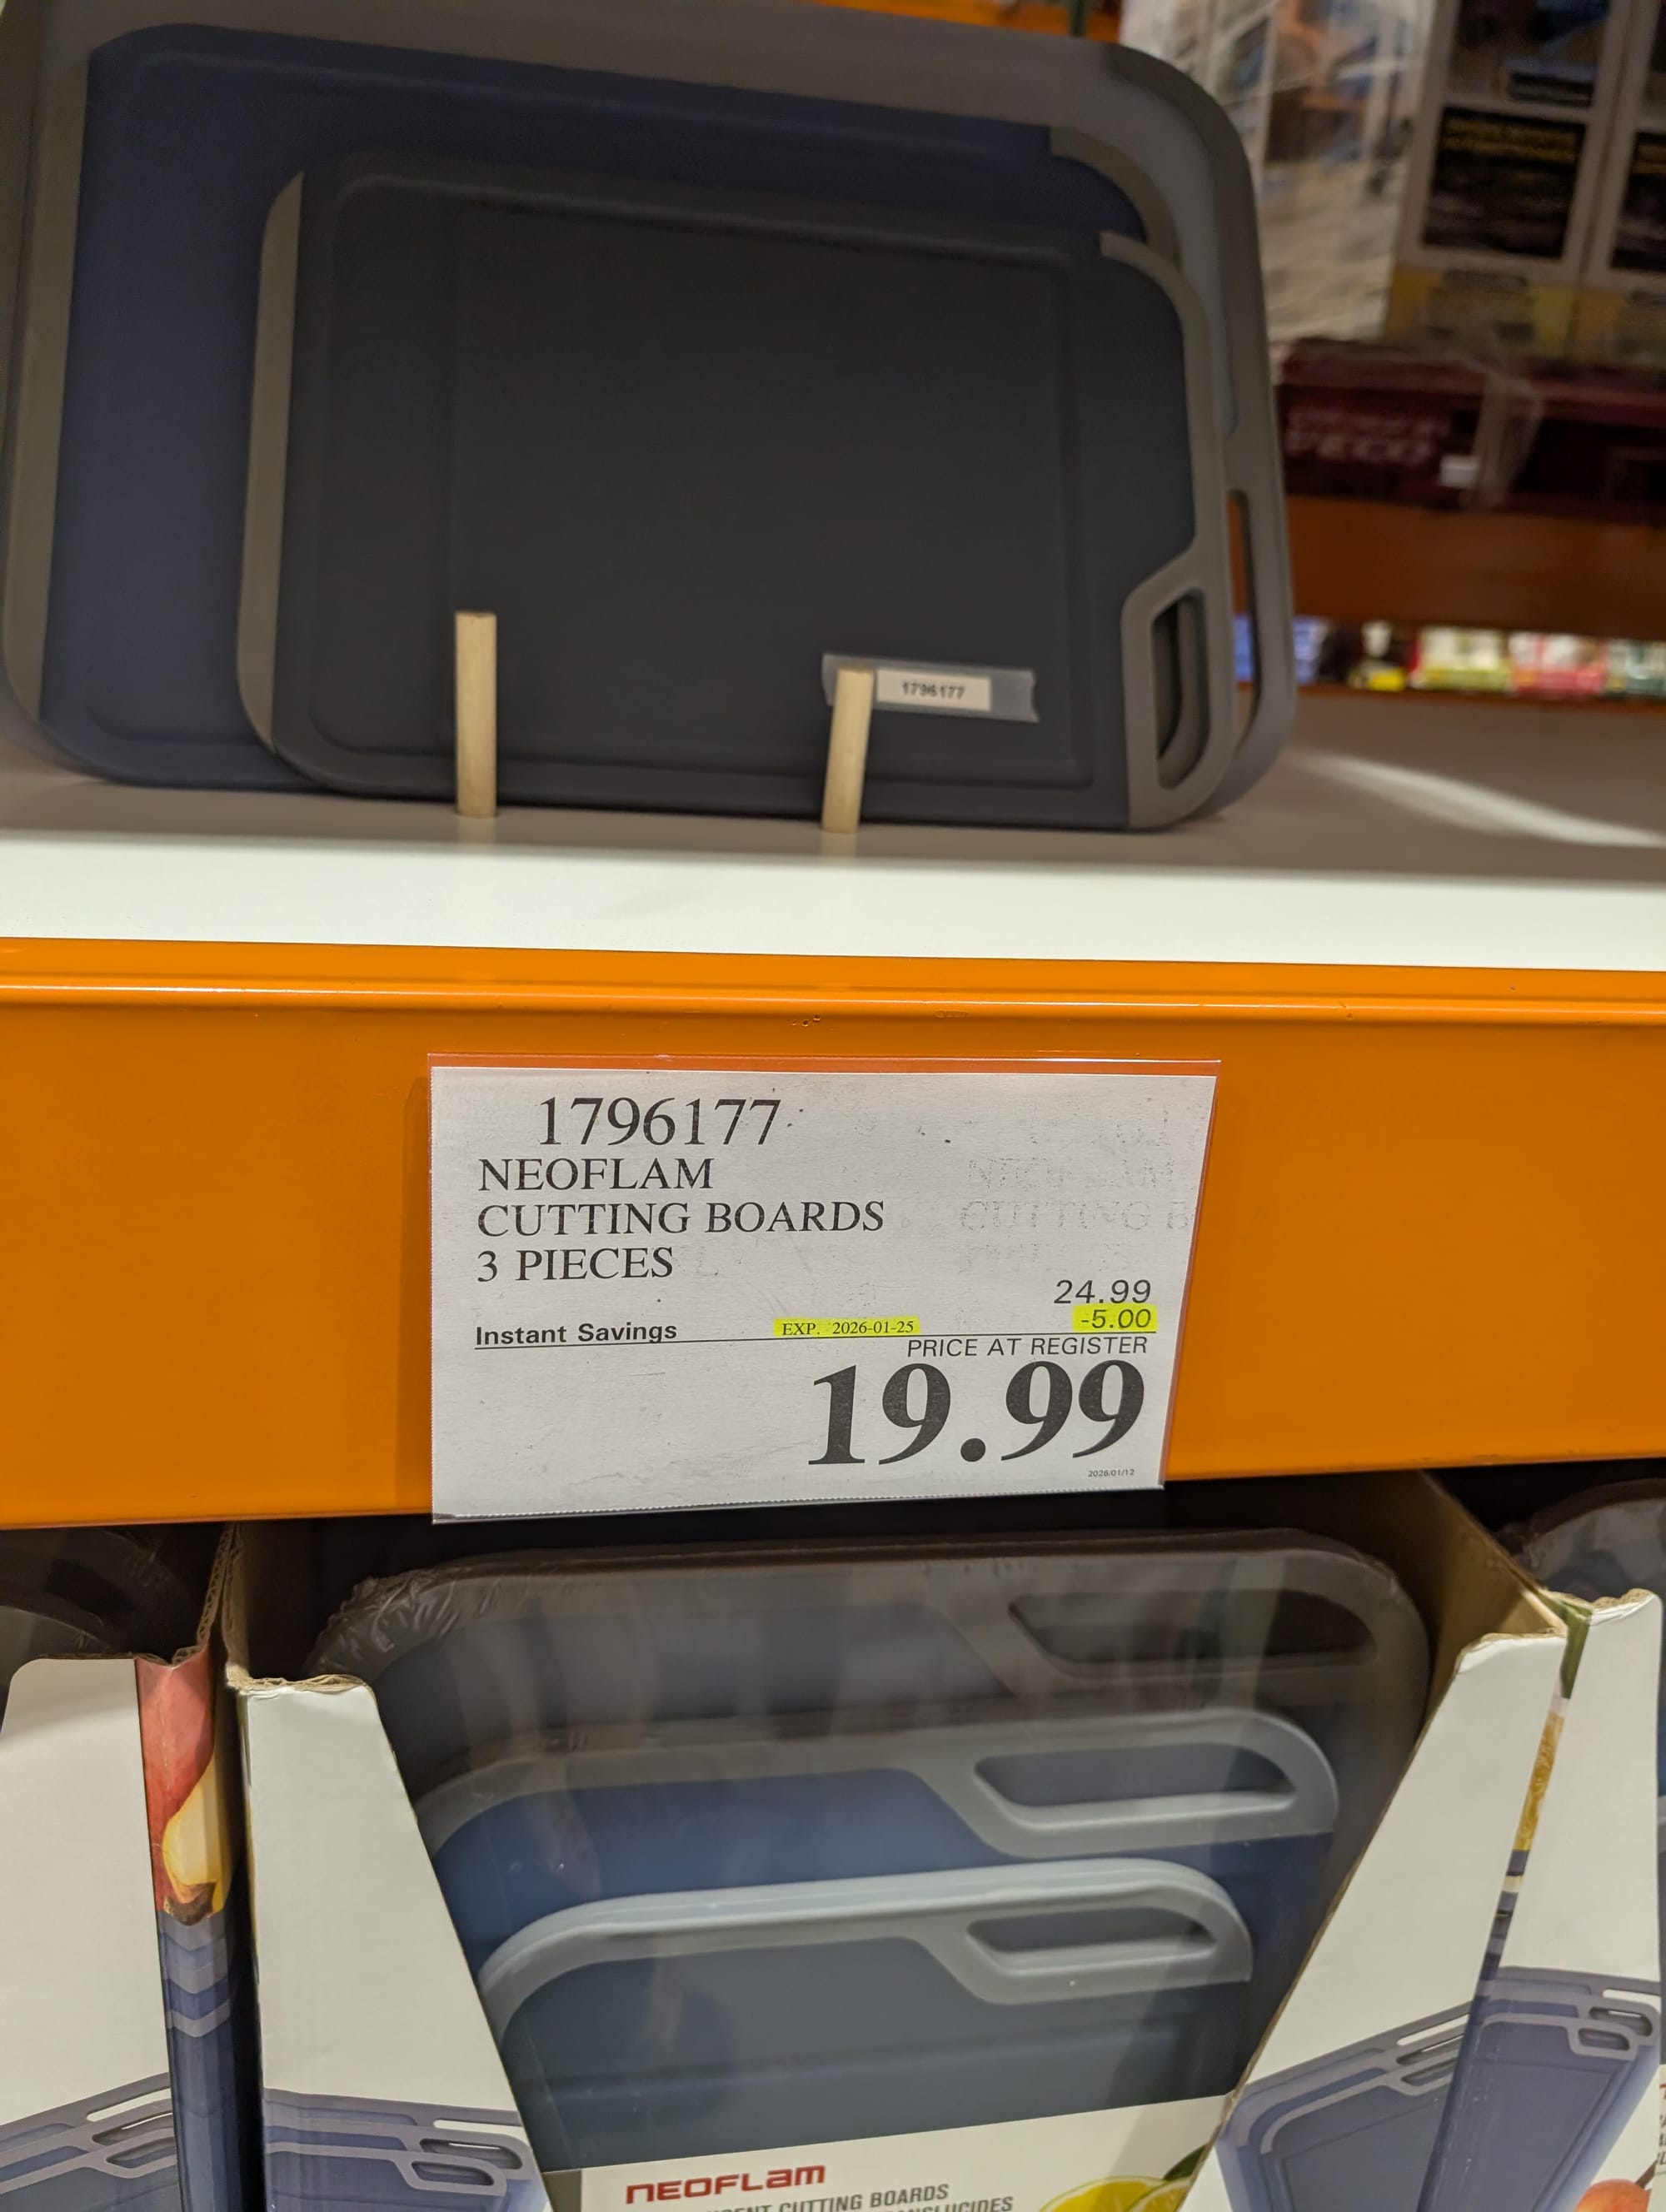 1796177
1796177
NEOFLAM
CUTTING BOARDS
3 PIECES
24.99
Instant Savings EXP. 2026-01-25 -5.00
PRICE AT REGISTER
19.99
2026/01/12
NEOFLAM
CUTTING BOARDS